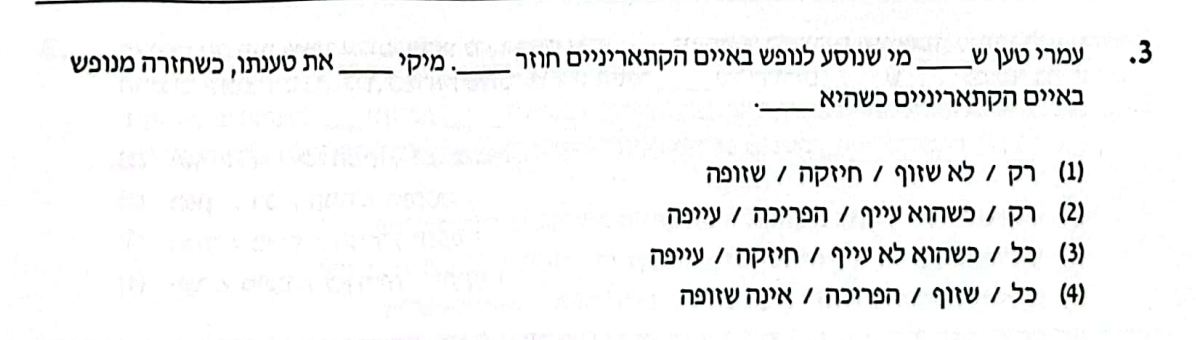 3. עמרי טען ש____ מי שנוסע לנופש באיים הקתאריניים חוזר ____. מיקי ____ את טענתו, כשחזרה מנופש
באיים הקתאריניים כשהיא ____.
(1) רק / לא שזוף / חיזקה / שזופה
(2) רק / כשהוא עייף / הפריכה / עייפה
(3) כל / כשהוא לא עייף / חיזקה / עייפה
(4) כל / שזוף / הפריכה / אינה שזופה